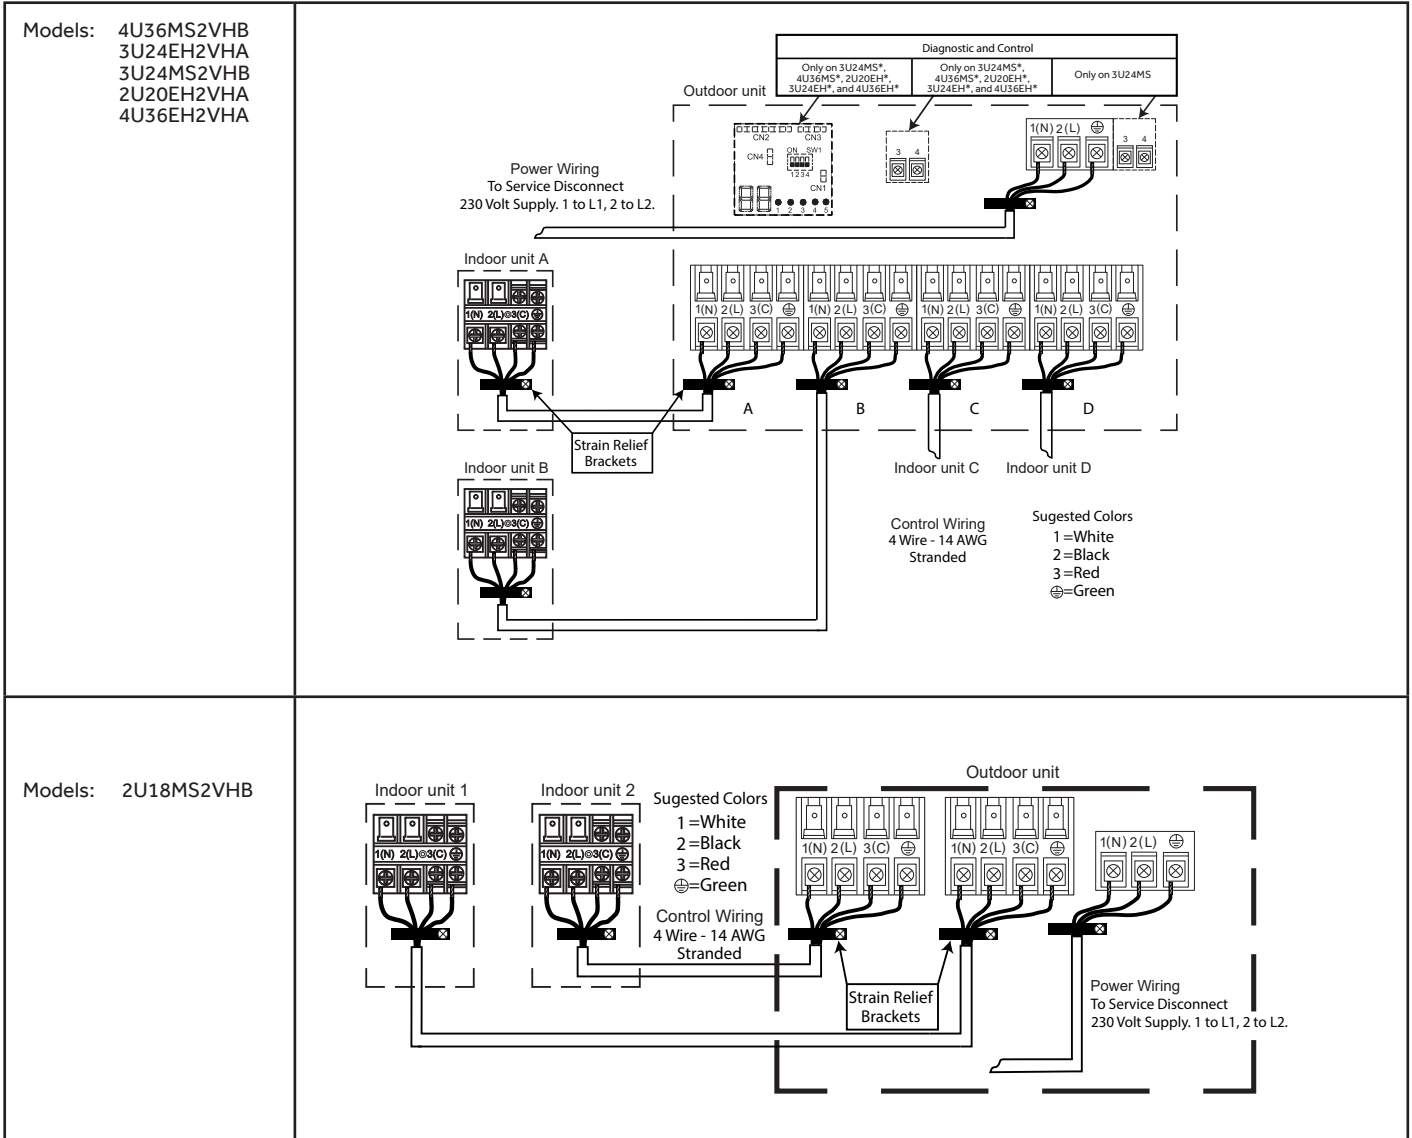 Models: 4U36MS2VHB
3U24EH2VHA
3U24MS2VHB
2U20EH2VHA
4U36EH2VHA
Diagnostic and Control
Only on 3U24MS*,
4U36MS*, 2U20EH*,
3U24EH*, and 4U36EH*
Only on 3U24MS*,
4U36MS*, 2U20EH*,
3U24EH*, and 4U36EH*
Only on 3U24MS
Outdoor unit
CN2 CN3
CN4
ON SW1
1 2 3 4
CN1
1 2 3 4 5
3 4
1(N) 2(L)
3 4
Power Wiring
To Service Disconnect
230 Volt Supply. 1 to L1, 2 to L2.
Indoor unit A
1(N) 2(L) 3(C)
1(N) 2(L) 3(C) 1(N) 2(L) 3(C) 1(N) 2(L) 3(C) 1(N) 2(L) 3(C)
A B C D
Strain Relief
Brackets
Indoor unit B
1(N) 2(L) 3(C)
Indoor unit C Indoor unit D
Control Wiring
4 Wire - 14 AWG
Stranded
Sugested Colors
1=White
2=Black
3=Red
⏚=Green
Models: 2U18MS2VHB
Indoor unit 1
1(N) 2(L) 3(C)
Indoor unit 2
1(N) 2(L) 3(C)
Sugested Colors
1=White
2=Black
3=Red
⏚=Green
Control Wiring
4 Wire - 14 AWG
Stranded
Outdoor unit
1(N) 2(L) 3(C) 1(N) 2(L) 3(C) 1(N) 2(L)
Strain Relief
Brackets
Power Wiring
To Service Disconnect
230 Volt Supply. 1 to L1, 2 to L2.